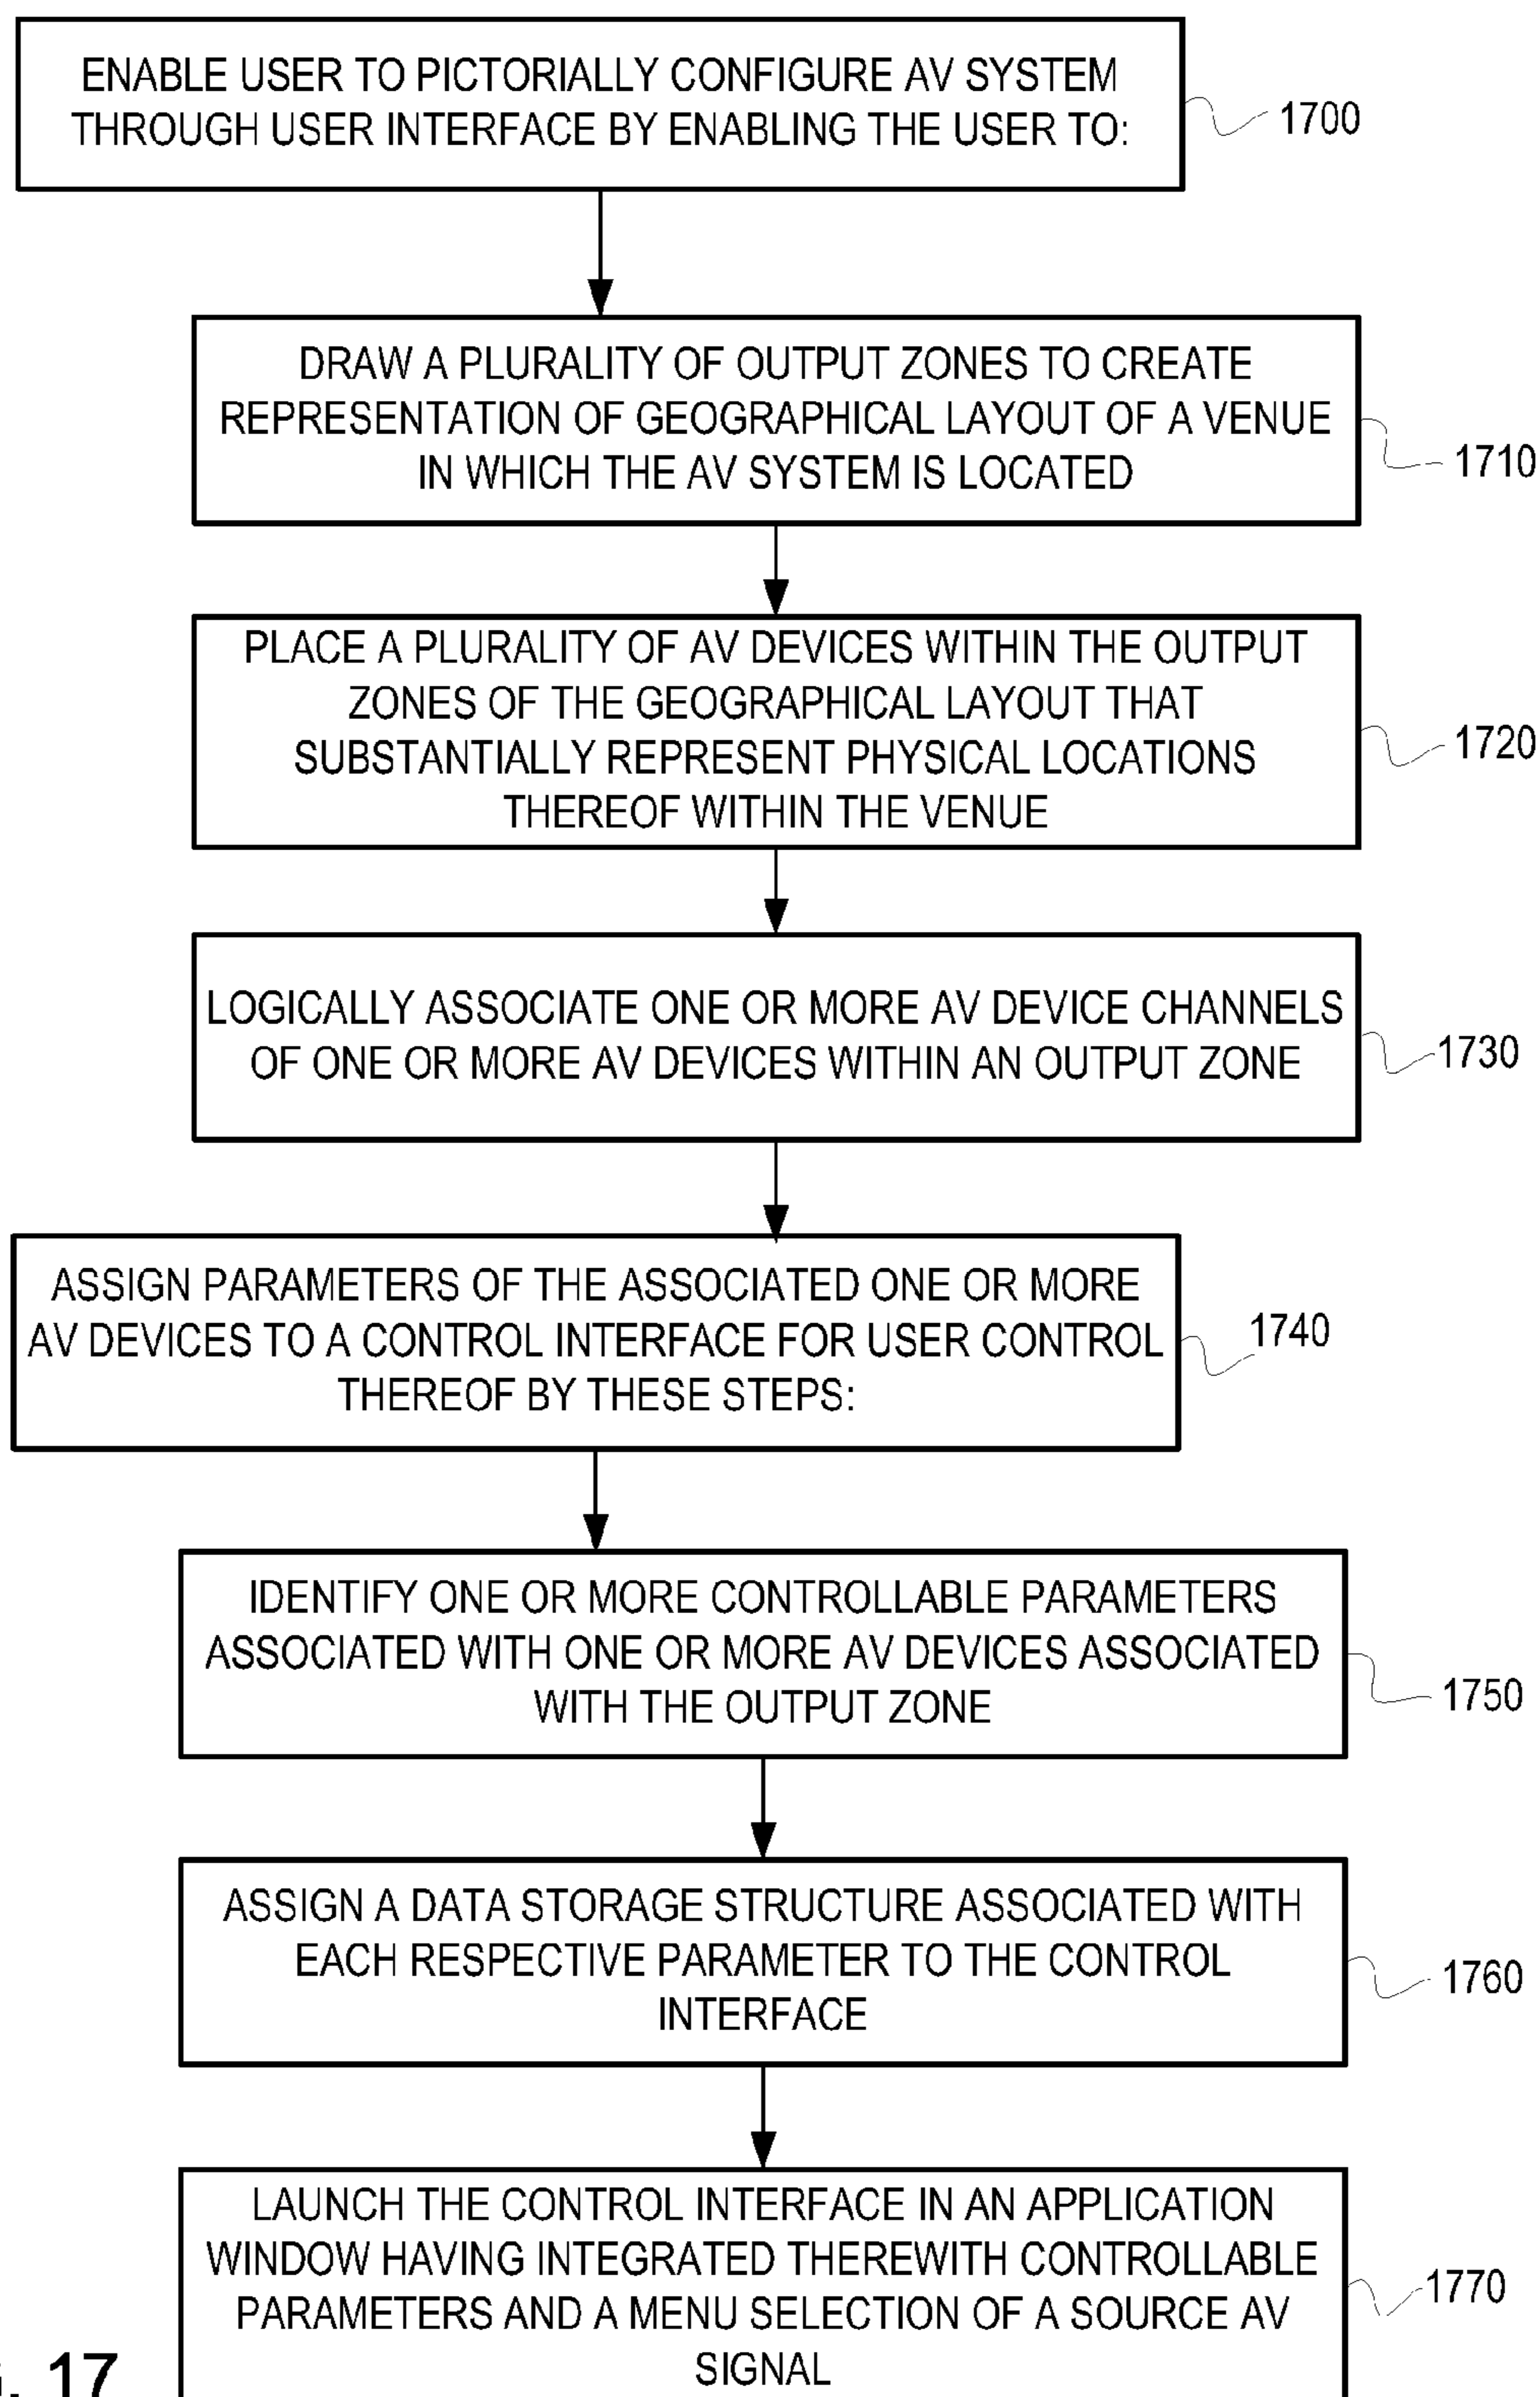 ENABLE USER TO PICTORIALLY CONFIGURE AV SYSTEM
THROUGH USER INTERFACE BY ENABLING THE USER TO:
1700
DRAW A PLURALITY OF OUTPUT ZONES TO CREATE
REPRESENTATION OF GEOGRAPHICAL LAYOUT OF A VENUE
IN WHICH THE AV SYSTEM IS LOCATED
1710
PLACE A PLURALITY OF AV DEVICES WITHIN THE OUTPUT
ZONES OF THE GEOGRAPHICAL LAYOUT THAT
SUBSTANTIALLY REPRESENT PHYSICAL LOCATIONS
THEREOF WITHIN THE VENUE
1720
LOGICALLY ASSOCIATE ONE OR MORE AV DEVICE CHANNELS
OF ONE OR MORE AV DEVICES WITHIN AN OUTPUT ZONE
1730
ASSIGN PARAMETERS OF THE ASSOCIATED ONE OR MORE
AV DEVICES TO A CONTROL INTERFACE FOR USER CONTROL
THEREOF BY THESE STEPS:
1740
IDENTIFY ONE OR MORE CONTROLLABLE PARAMETERS
ASSOCIATED WITH ONE OR MORE AV DEVICES ASSOCIATED
WITH THE OUTPUT ZONE
1750
ASSIGN A DATA STORAGE STRUCTURE ASSOCIATED WITH
EACH RESPECTIVE PARAMETER TO THE CONTROL
INTERFACE
1760
LAUNCH THE CONTROL INTERFACE IN AN APPLICATION
WINDOW HAVING INTEGRATED THEREWITH CONTROLLABLE
PARAMETERS AND A MENU SELECTION OF A SOURCE AV
SIGNAL
1770
17